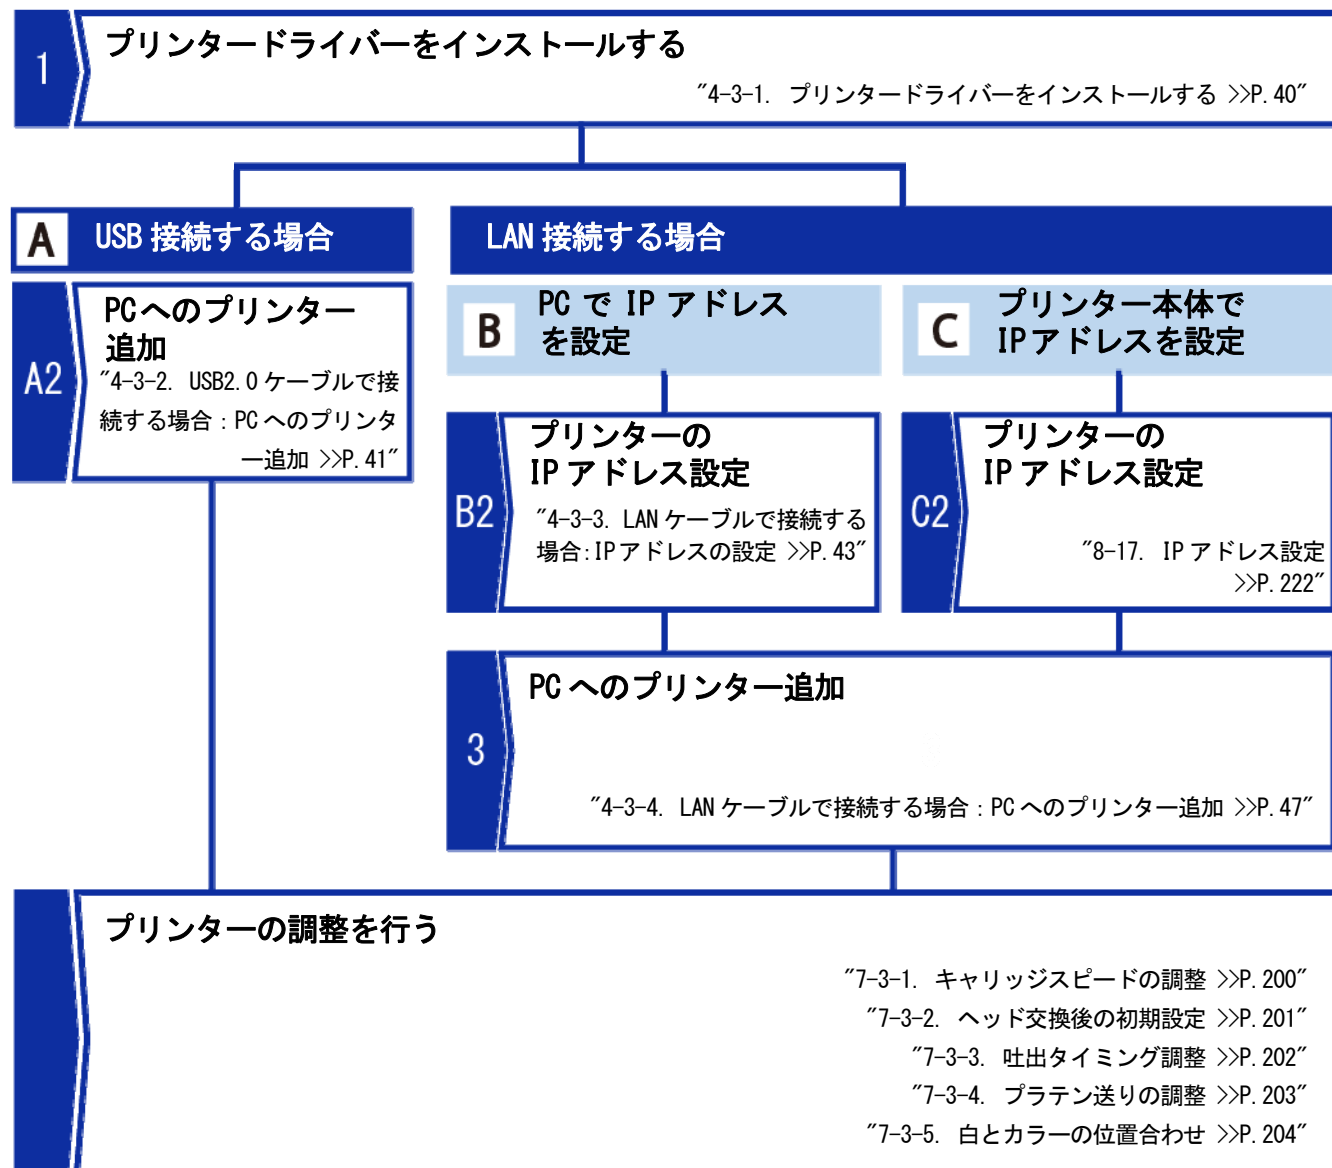 1
プリンタードライバーをインストールする
"4-3-1. プリンタードライバーをインストールする >>P.40"
A
USB 接続する場合
LAN 接続する場合
A2
PCへのプリンター
追加
"4-3-2. USB2.0 ケーブルで接
続する場合：PC へのプリンタ
ー追加 >>P.41"
B
PC で IP アドレス
を設定
C
プリンター本体で
IPアドレスを設定
B2
プリンターの
IP アドレス設定
"4-3-3. LAN ケーブルで接続する
場合:IPアドレスの設定 >>P.43"
C2
プリンターの
IP アドレス設定
"8-17. IP アドレス設定
>>P.222"
3
PC へのプリンター追加
"4-3-4. LAN ケーブルで接続する場合：PC へのプリンター追加 >>P.47"
プリンターの調整を行う
"7-3-1. キャリッジスピードの調整 >>P.200"
"7-3-2. ヘッド交換後の初期設定 >>P.201"
"7-3-3. 吐出タイミング調整 >>P.202"
"7-3-4. プラテン送りの調整 >>P.203"
"7-3-5. 白とカラーの位置合わせ >>P.204"